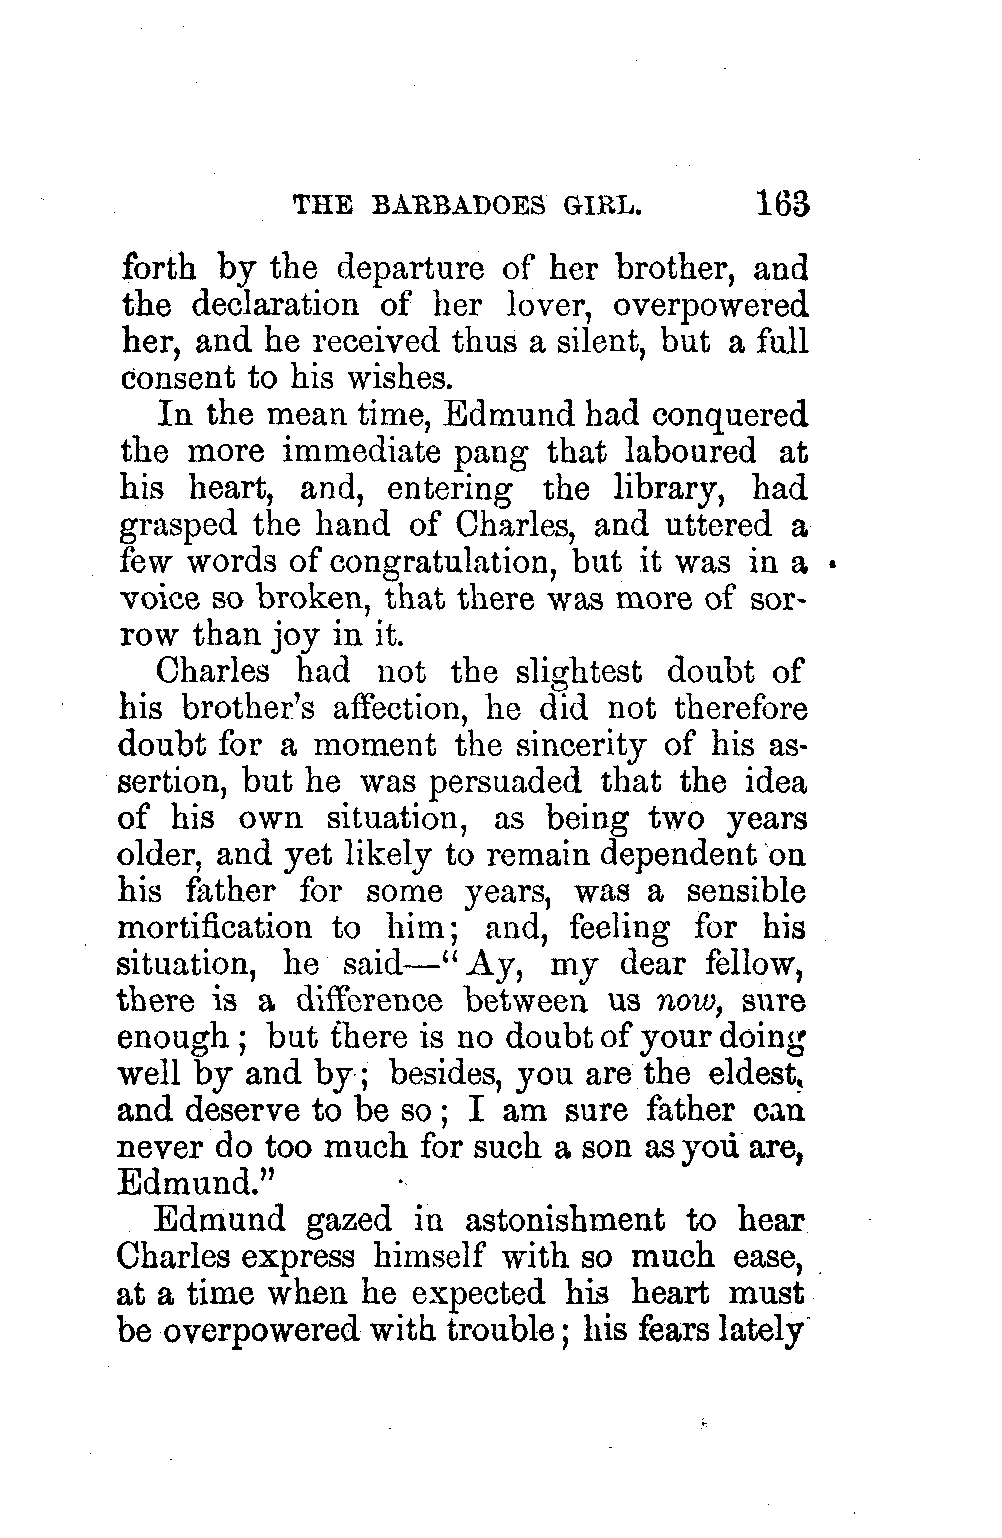 THE BARBADOES GIRL. 163
forth by the departure of her brother, and
the declaration of her lover, overpowered
her, and he received thus a silent, but a full
consent to his wishes.
In the mean time, Edmund had conquered
the more immediate pang that laboured at
his heart, and, entering the library, had
grasped the hand of Charles, and uttered a
few words of congratulation, but it was in a
voice so broken, that there was more of sor-
row than joy in it.
Charles had not the slightest doubt of
his brother's affection, he did not therefore
doubt for a moment the sincerity of his as-
sertion, but he was persuaded that the idea
of his own situation, as being two years
older, and yet likely to remain dependent on
his father for some years, was a sensible
mortification to him; and, feeling for his
situation, he said—“Ay, my dear fellow,
there is a difference between us now, sure
enough; but there is no doubt of your doing
well by and by; besides, you are the eldest,
and deserve to be so; I am sure father can
never do too much for such a son as you are,
Edmund.”
Edmund gazed in astonishment to hear
Charles express himself with so much ease,
at a time when he expected his heart must
be overpowered with trouble; his fears lately